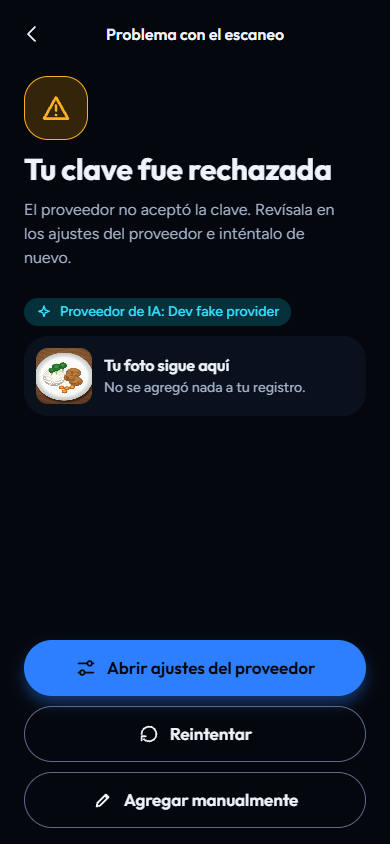 Problema con el escaneo
Tu clave fue rechazada
El proveedor no aceptó la clave. Revísala en
los ajustes del proveedor e inténtalo de
nuevo.
Proveedor de IA: Dev fake provider
Tu foto sigue aquí
No se agregó nada a tu registro.
Abrir ajustes del proveedor
Reintentar
Agregar manualmente